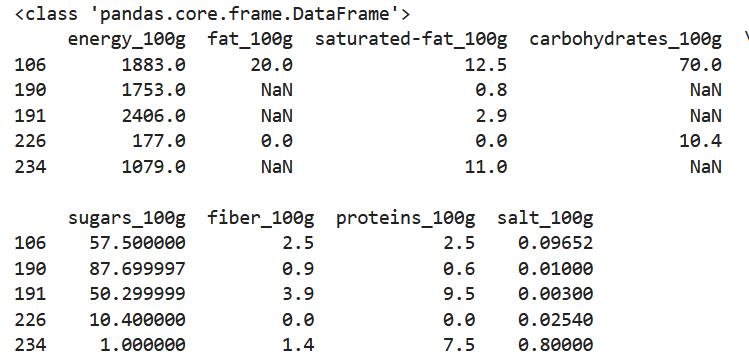 <class 'pandas.core.frame.DataFrame'>
     energy_100g  fat_100g  saturated-fat_100g  carbohydrates_100g  \
106       1883.0      20.0                12.5                70.0
190       1753.0       NaN                 0.8                 NaN
191       2406.0       NaN                 2.9                 NaN
226        177.0       0.0                 0.0                10.4
234       1079.0       NaN                11.0                 NaN
     sugars_100g  fiber_100g  proteins_100g  salt_100g
106    57.500000         2.5            2.5    0.09652
190    87.699997         0.9            0.6    0.01000
191    50.299999         3.9            9.5    0.00300
226    10.400000         0.0            0.0    0.02540
234     1.000000         1.4            7.5    0.80000